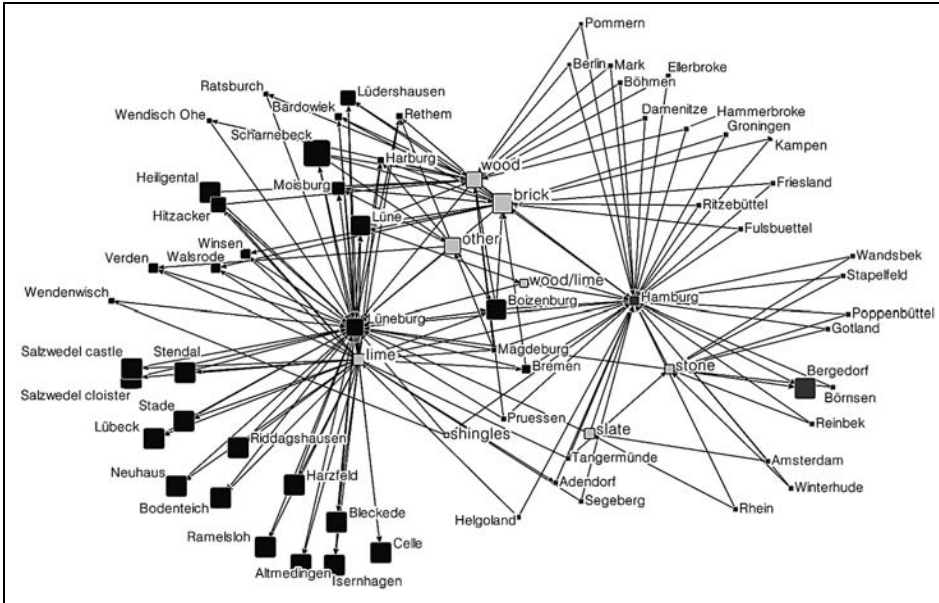 Pommern
Berlin
Mark
Ellerbroke
Böhmen
Ratsburch
Lüdershausen
Bardowiek
Rethem
Damenitze
Hammerbroke
Groningen
Wendisch Ohe
Scharnebeck
Harburg
wood
Kampen
Heiligental
Moisburg
brick
Friesland
Hitzacker
Lüne
Ritzebüttel
Fulsbuettel
Winsen
other
Verden
Walsrode
wood/lime
Wandsbek
Stapelfeld
Wendenwisch
Boizenburg
Hamburg
Lüneburg
Poppenbüttel
Gotland
Salzwedel castle
Stendal
lime
Magdeburg
Bremen
stone
Bergedorf
Salzwedel cloister
Börnsen
Stade
Pruessen
Reinbek
Lübeck
Riddagshausen
shingles
slate
Neuhaus
Harzfeld
Tangermünde
Amsterdam
Bodenteich
Adendorf
Winterhude
Bleckede
Segeberg
Rhein
Ramelsloh
Helgoland
Celle
Altmedingen
Isernhagen